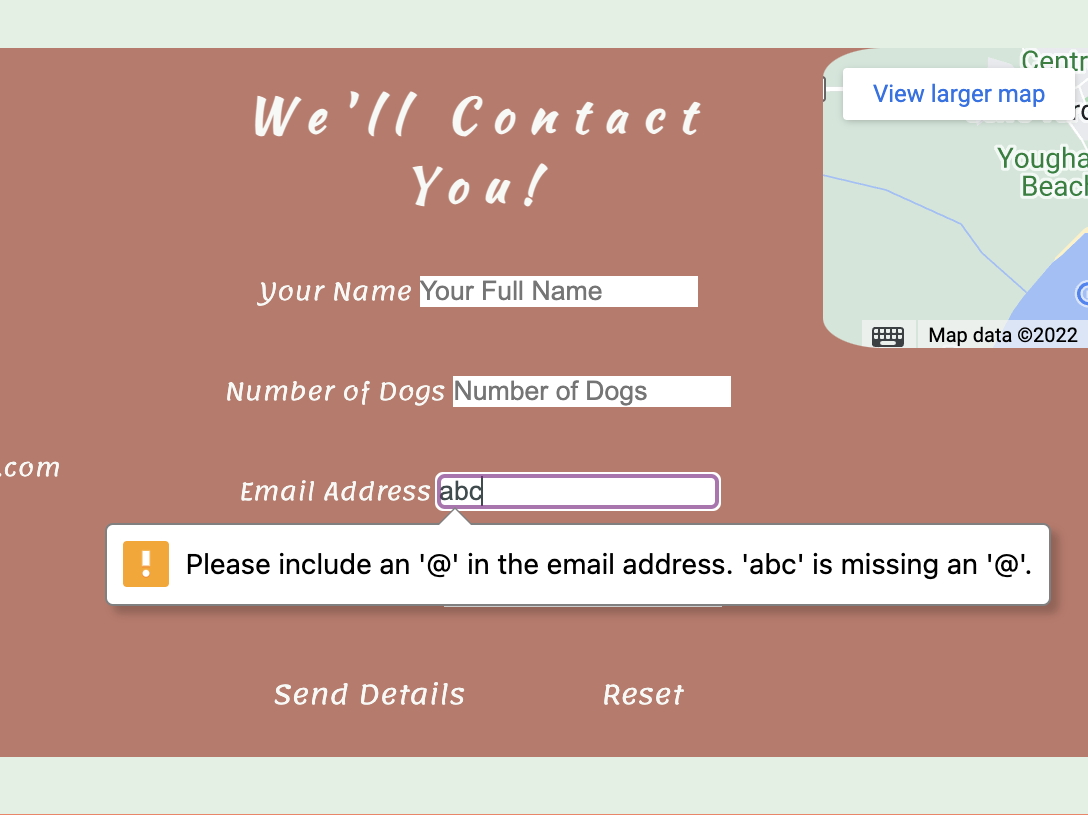 We'll Contact
You!
Your Name Your Full Name
Number of Dogs Number of Dogs
.com
Email Address abc
Please include an '@' in the email address. 'abc' is missing an '@'.
Send Details Reset
View larger map
Beach
Map data ©2022